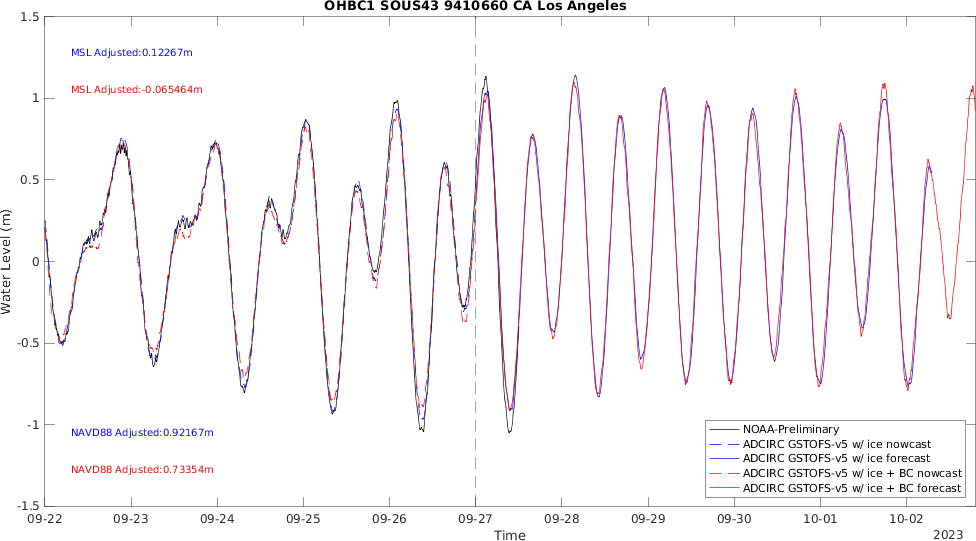 OHBC1 SOUS43 9410660 CA Los Angeles
1.5
MSL Adjusted:0.12267m
MSL Adjusted:-0.065464m
1
0.5
Water Level (m)
0
-0.5
-1
NAVD88 Adjusted:0.92167m
NAVD88 Adjusted:0.73354m
NOAA-Preliminary
ADCIRC GSTOFS-v5 w/ ice nowcast
ADCIRC GSTOFS-v5 w/ ice forecast
ADCIRC GSTOFS-v5 w/ ice + BC nowcast
ADCIRC GSTOFS-v5 w/ ice + BC forecast
-1.5
09-22 09-23 09-24 09-25 09-26 09-27 09-28 09-29 09-30 10-01 10-02
Time
2023